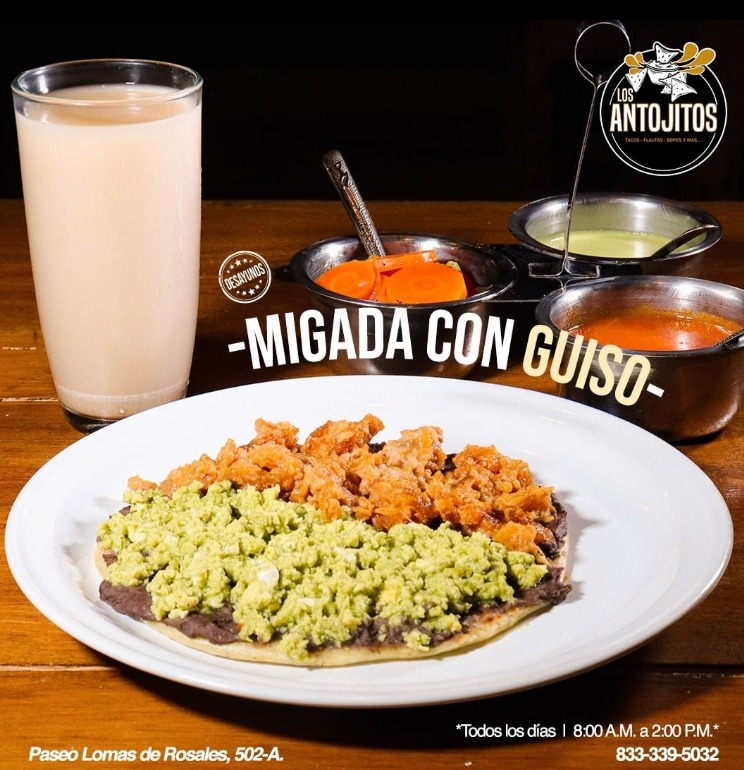 LOS
ANTOJITOS
TACOS - FLAUTAS - SOPES Y MAS...
DESAYUNOS
-MIGADA CON GUISO-
*Todos los días | 8:00 A.M. a 2:00 P.M.*
Paseo Lomas de Rosales, 502-A.
833-339-5032